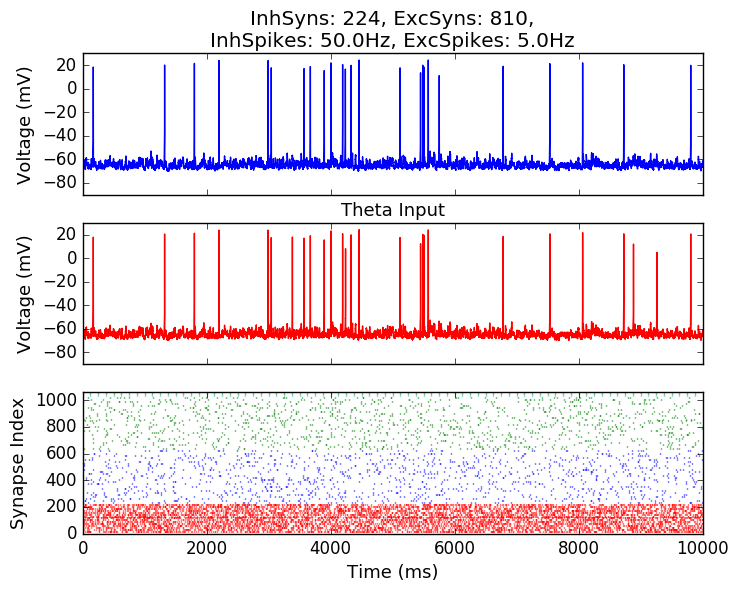 InhSyns: 224, ExcSyns: 810,
InhSpikes: 50.0Hz, ExcSpikes: 5.0Hz
20
0
−20
−40
−60
−80
Voltage (mV)
Theta Input
20
0
−20
−40
−60
−80
Voltage (mV)
1000
800
600
400
200
0
Synapse Index
0 2000 4000 6000 8000 10000
Time (ms)